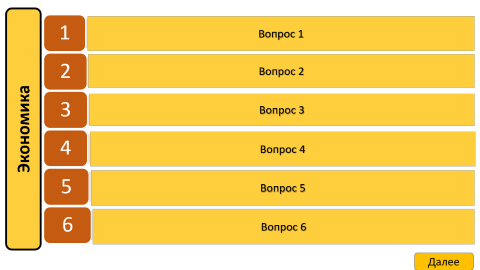 Экономика
1
Вопрос 1
2
Вопрос 2
3
Вопрос 3
4
Вопрос 4
5
Вопрос 5
6
Вопрос 6
Далее